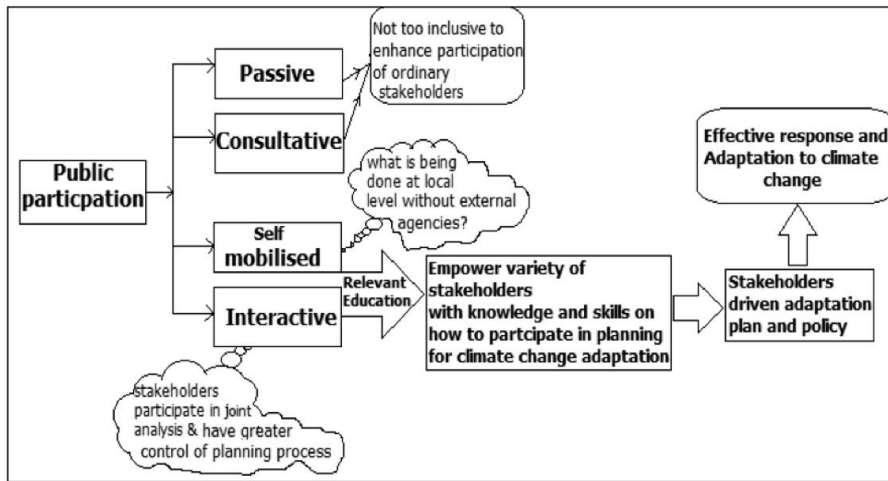 Public
particpation
Passive
Consultative
Self
mobilised
Interactive
Not too inclusive to
enhance participation
of ordinary
stakeholders
what is being
done at local
level without external
agencies?
stakeholders
participate in joint
analysis & have greater
control of planning process
Relevant
Education
Empower variety of
stakeholders
with knowledge and skills on
how to partcipate in planning
for climate change adaptation
Stakeholders
driven adaptation
plan and policy
Effective response and
Adaptation to climate
change